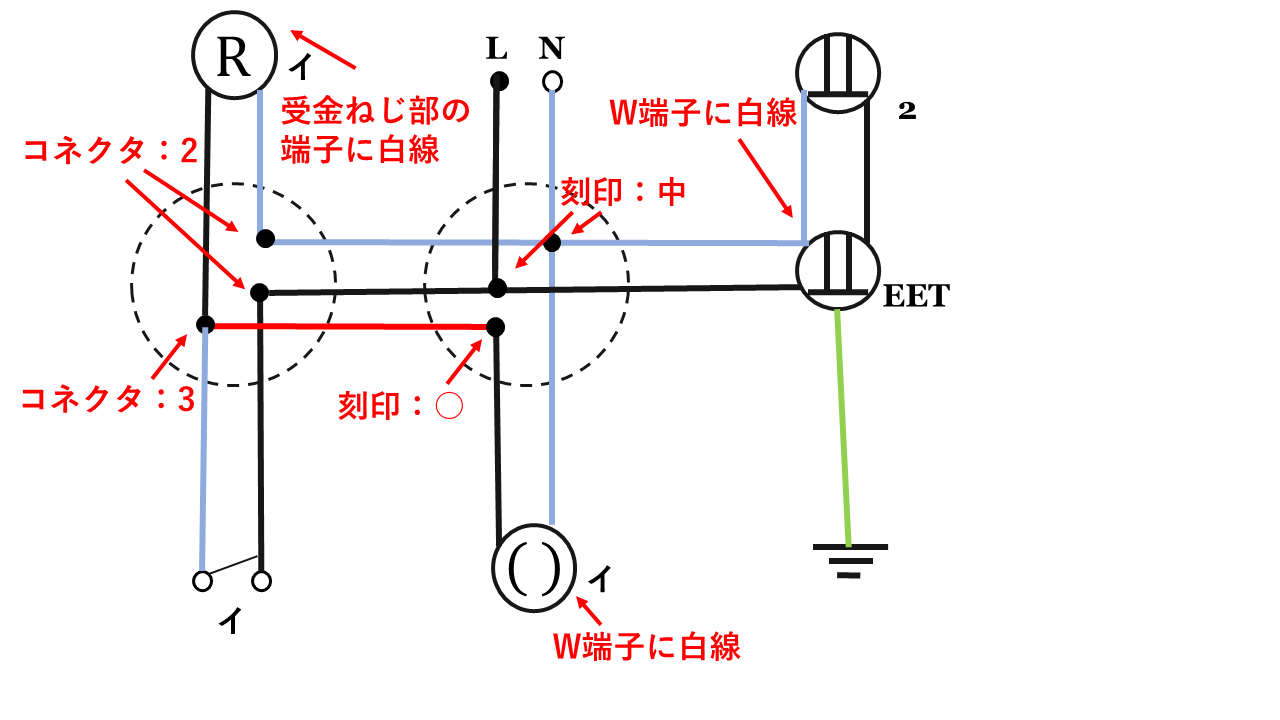 R
イ
受金ねじ部の
端子に白線
L N
W端子に白線
2
コネクタ：2
刻印：中
EET
コネクタ：3
刻印：○
( )
イ
イ
W端子に白線